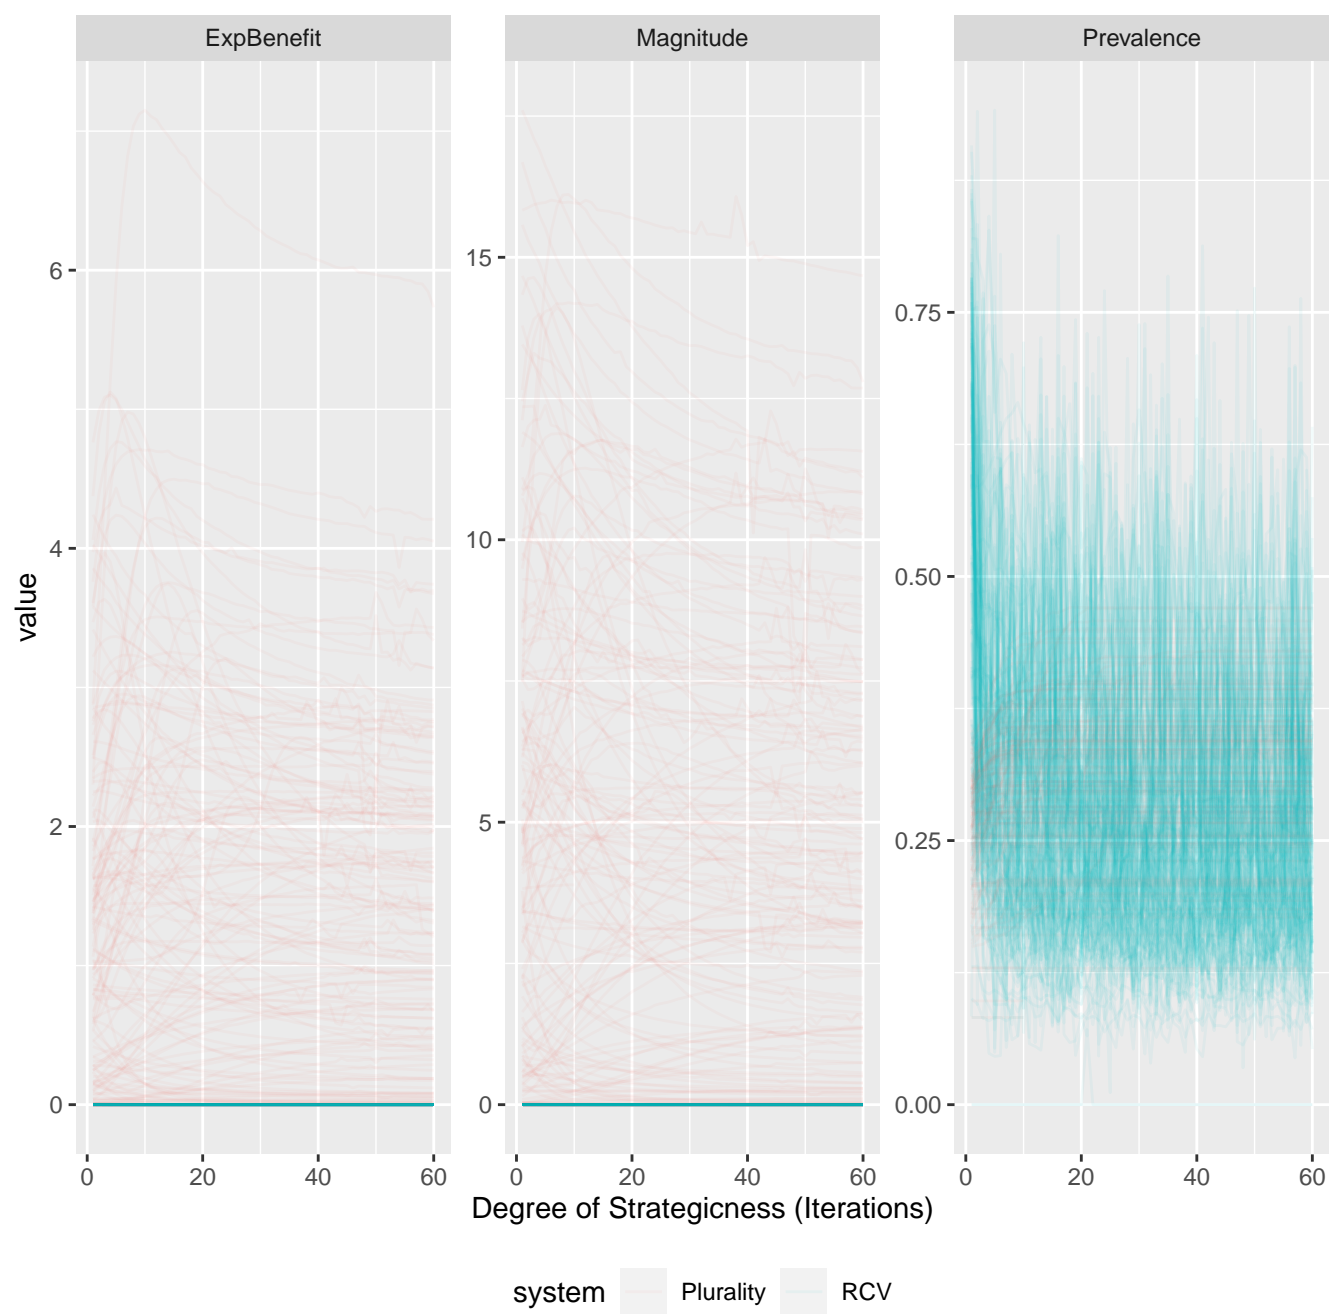 ExpBenefit Magnitude Prevalence
6
4
2
0
15
10
5
0
0.75
0.50
0.25
0.00
value
0 20 40 60 0 20 40 60 0 20 40 60
Degree of Strategicness (Iterations)
system Plurality RCV